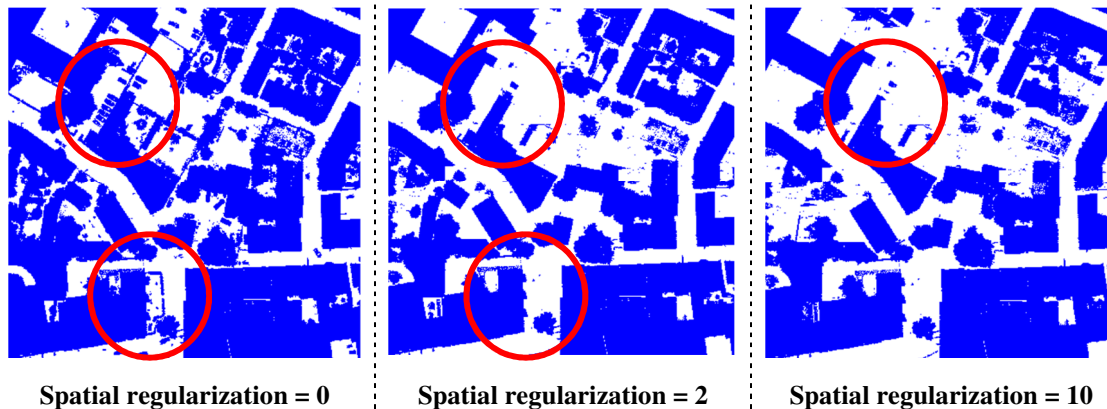 Spatial regularization = 0
Spatial regularization = 2
Spatial regularization = 10